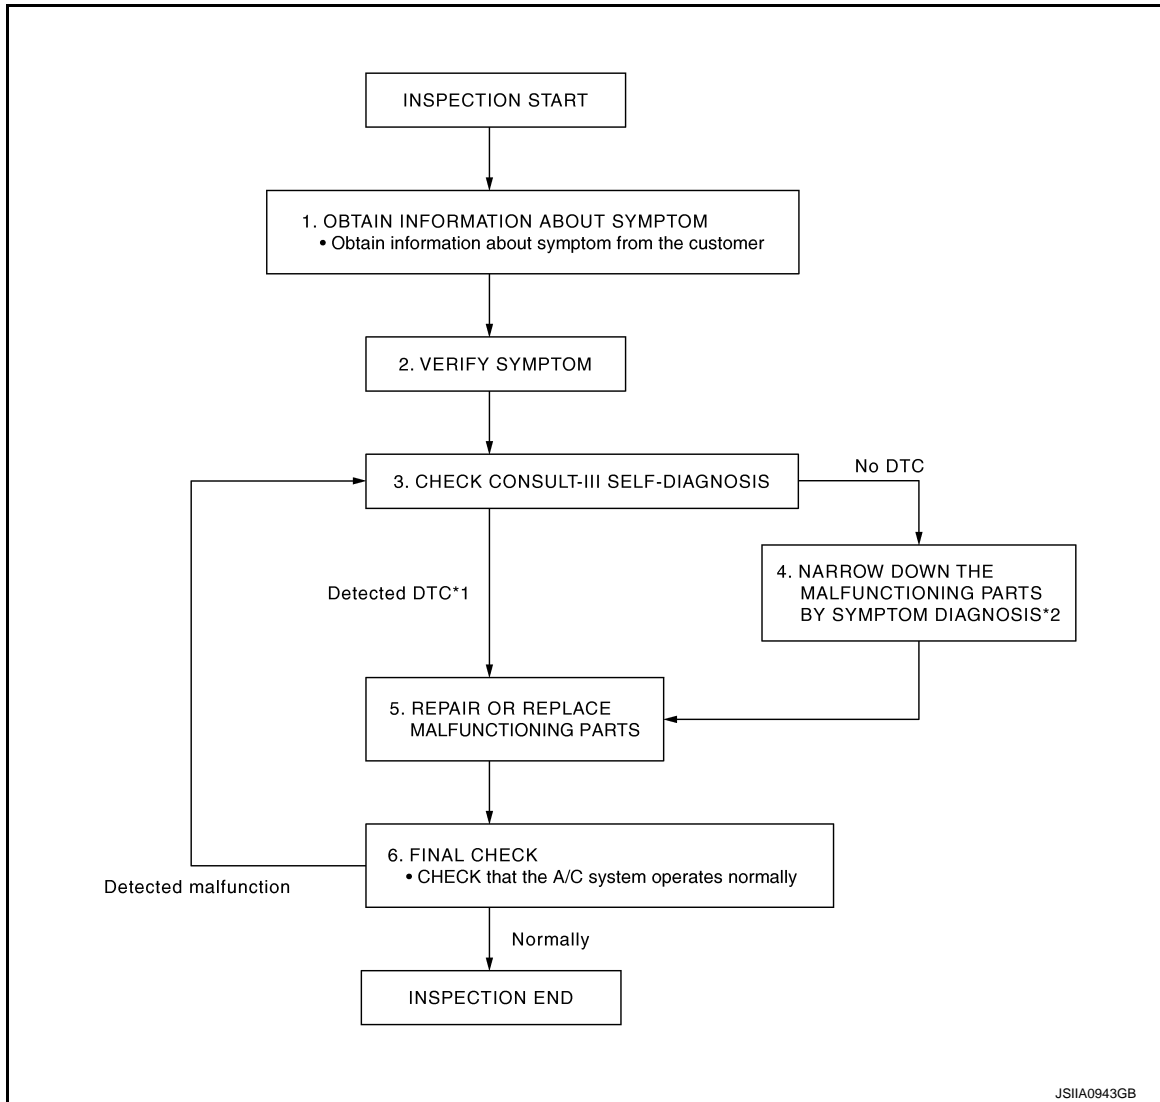 INSPECTION START
1. OBTAIN INFORMATION ABOUT SYMPTOM
• Obtain information about symptom from the customer
2. VERIFY SYMPTOM
3. CHECK CONSULT-III SELF-DIAGNOSIS
No DTC
4. NARROW DOWN THE
MALFUNCTIONING PARTS
BY SYMPTOM DIAGNOSIS*2
Detected DTC*1
5. REPAIR OR REPLACE
MALFUNCTIONING PARTS
6. FINAL CHECK
• CHECK that the A/C system operates normally
Detected malfunction
Normally
INSPECTION END
JSIIA0943GB